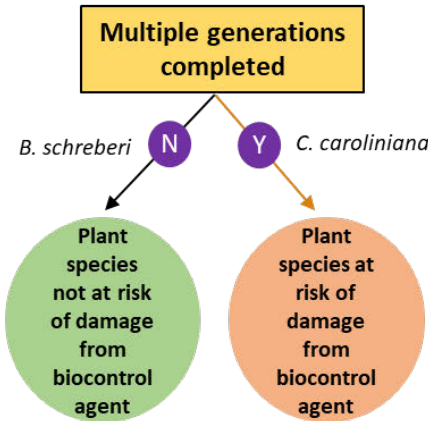 Multiple generations
completed
B. schreberi
N
Y
C. caroliniana
Plant
species
not at risk
of damage
from
biocontrol
agent
Plant
species at
risk of
damage
from
biocontrol
agent